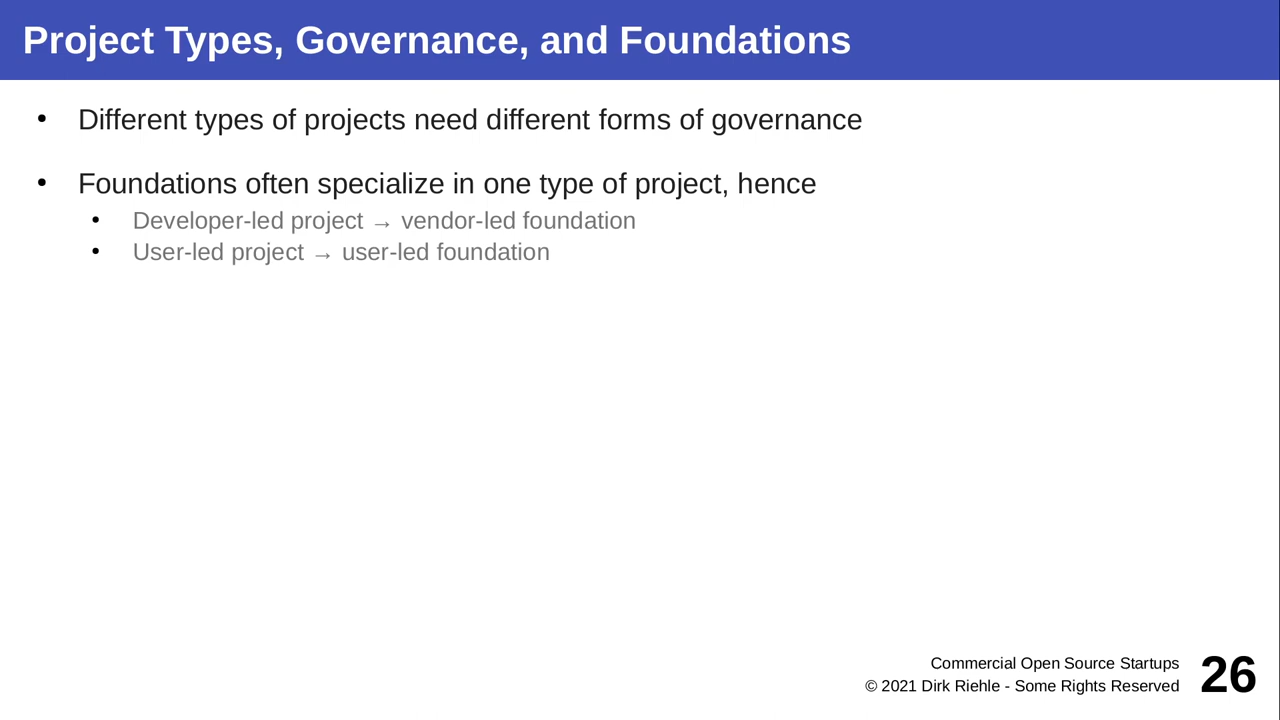 Project Types, Governance, and Foundations
• Different types of projects need different forms of governance
• Foundations often specialize in one type of project, hence
• Developer-led project → vendor-led foundation
• User-led project → user-led foundation
Commercial Open Source Startups
© 2021 Dirk Riehle - Some Rights Reserved
26